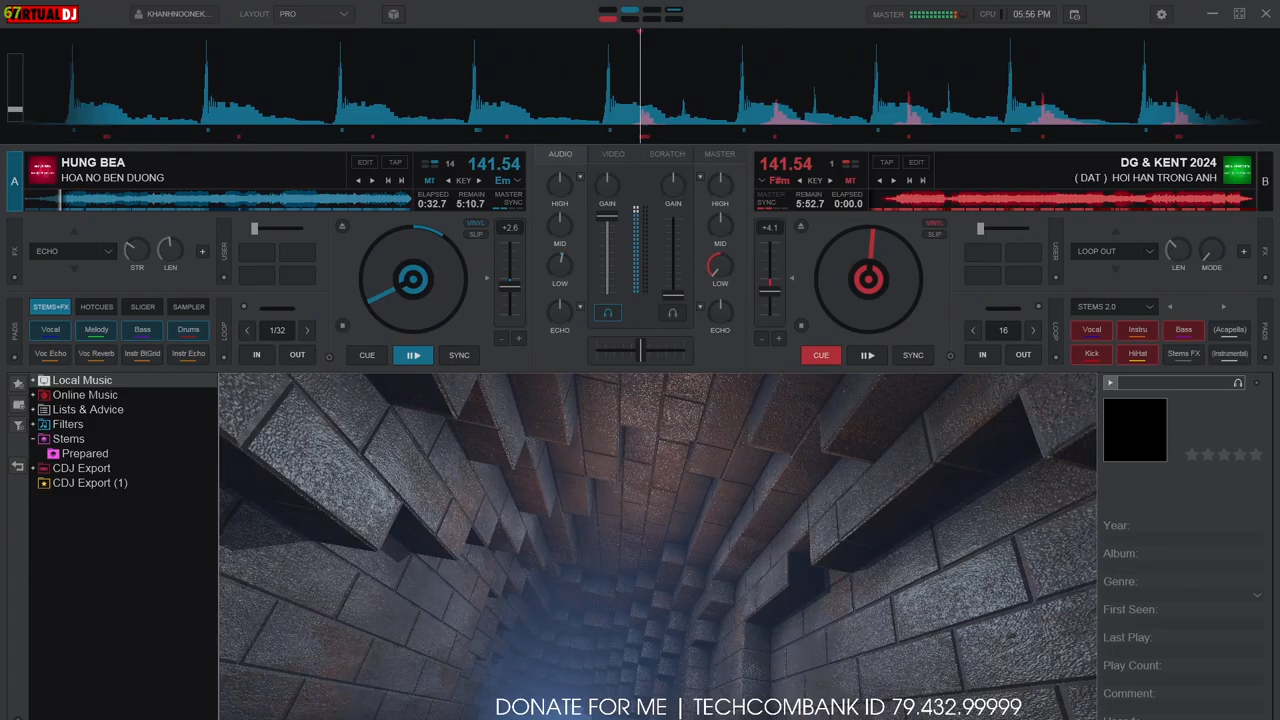 67 VIRTUALDJ
KHANHNOONEK...
LAYOUT PRO
MASTER
CPU
05:56 PM
A
HUNG BEA
HOA NO BEN DUONG
EDIT TAP
14 141.54
MT KEY Em
ELAPSED 0:32.7
REMAIN 5:10.7
MASTER SYNC
AUDIO VIDEO SCRATCH MASTER
141.54 1
F#m KEY MT
MASTER SYNC
REMAIN 5:52.7
ELAPSED 0:00.0
TAP EDIT
DG & KENT 2024
( DAT ) HOI HAN TRONG ANH
B
FX
ECHO
STR LEN
USER
VINYL
SLIP
+2.6
HIGH GAIN GAIN HIGH
MID MID
LOW LOW
ECHO ECHO
+4.1
VINYL
SLIP
USER
LOOP OUT
LEN MODE
FX
PADS
STEMS+FX HOTCUES SLICER SAMPLER
Vocal Melody Bass Drums
Voc Echo Voc Reverb Instr BtGrid Instr Echo
LOOP
1/32
IN OUT
CUE SYNC
CUE SYNC
16
IN OUT
LOOP
STEMS 2.0
Vocal Instru Bass (Acapella)
Kick HiHat Stems FX (Instrumental)
PADS
Local Music
Online Music
Lists & Advice
Filters
Stems
Prepared
CDJ Export
CDJ Export (1)
Year:
Album:
Genre:
First Seen:
Last Play:
Play Count:
Comment:
DONATE FOR ME | TECHCOMBANK ID 79.432.99999